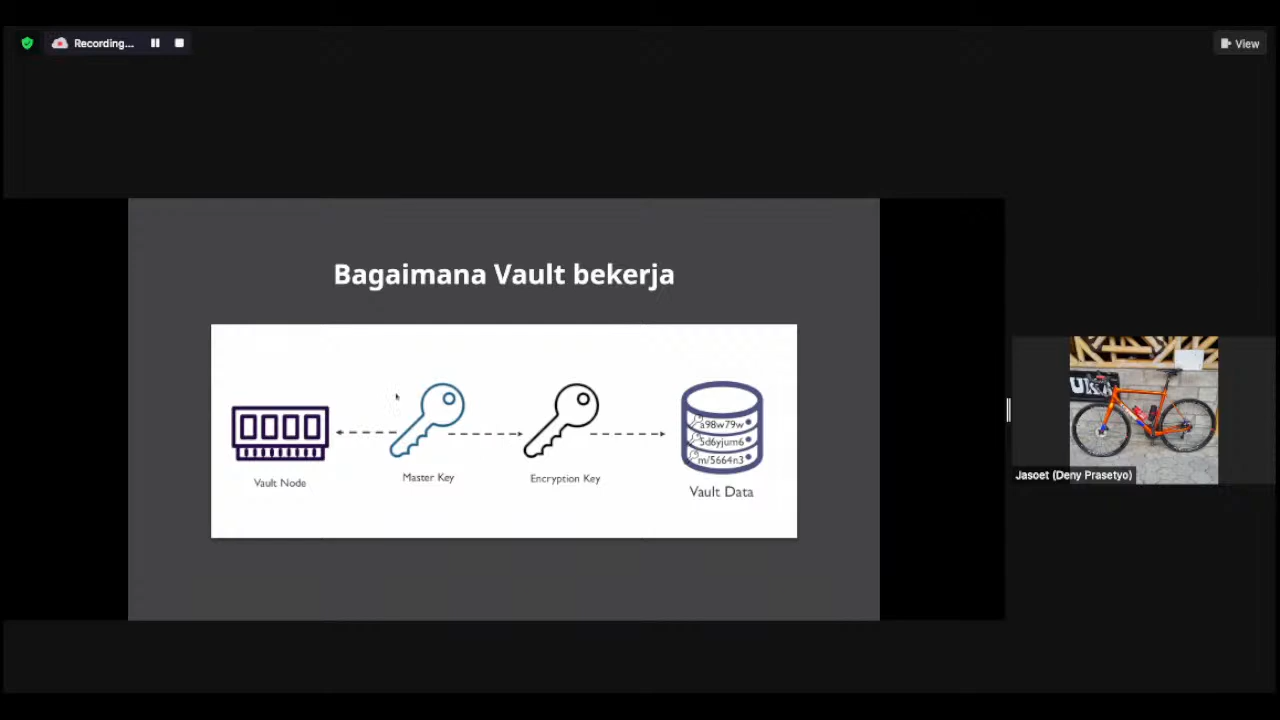 Recording...
View
Bagaimana Vault bekerja
a98w79w
5d6yjum6
m/5664n3
Vault Node
Master Key
Encryption Key
Vault Data
Jasoet (Deny Prasetyo)